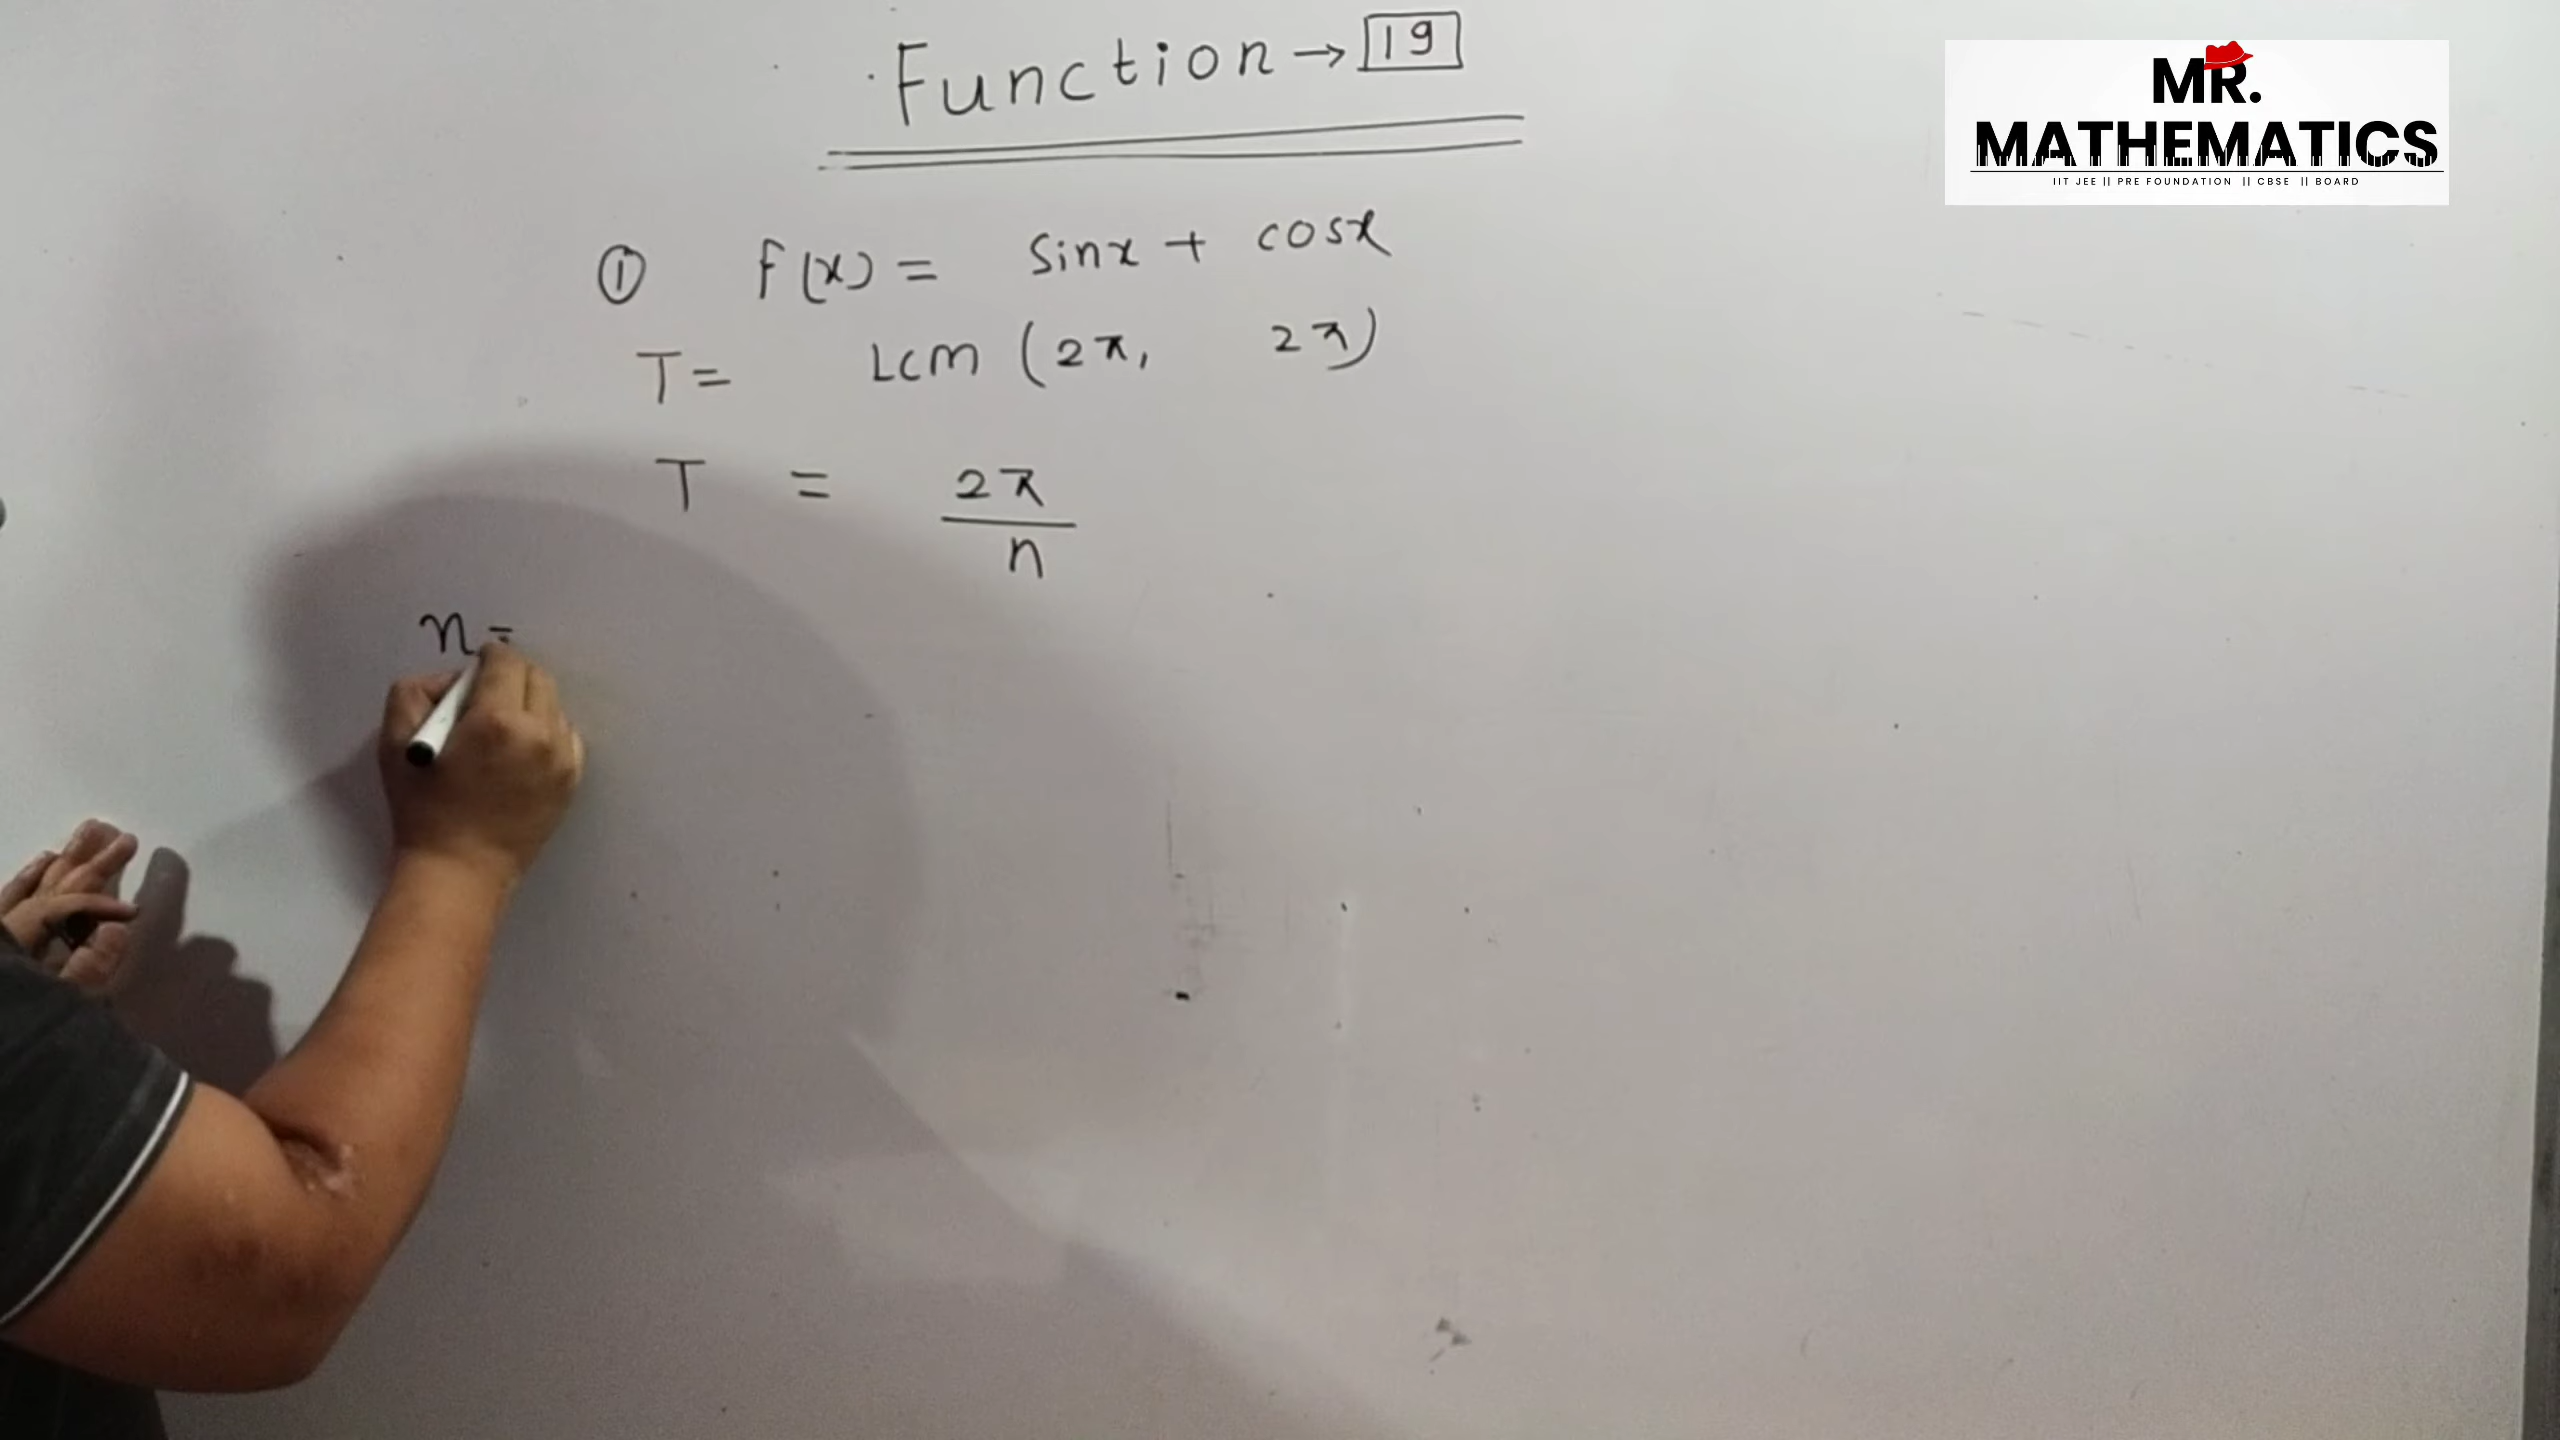 Function → 19
MR.
MATHEMATICS
IIT JEE || PRE FOUNDATION || CBSE || BOARD
① f(x) = sinx + cosx
T = LCM (2π, 2π)
T = 2π/n
n =